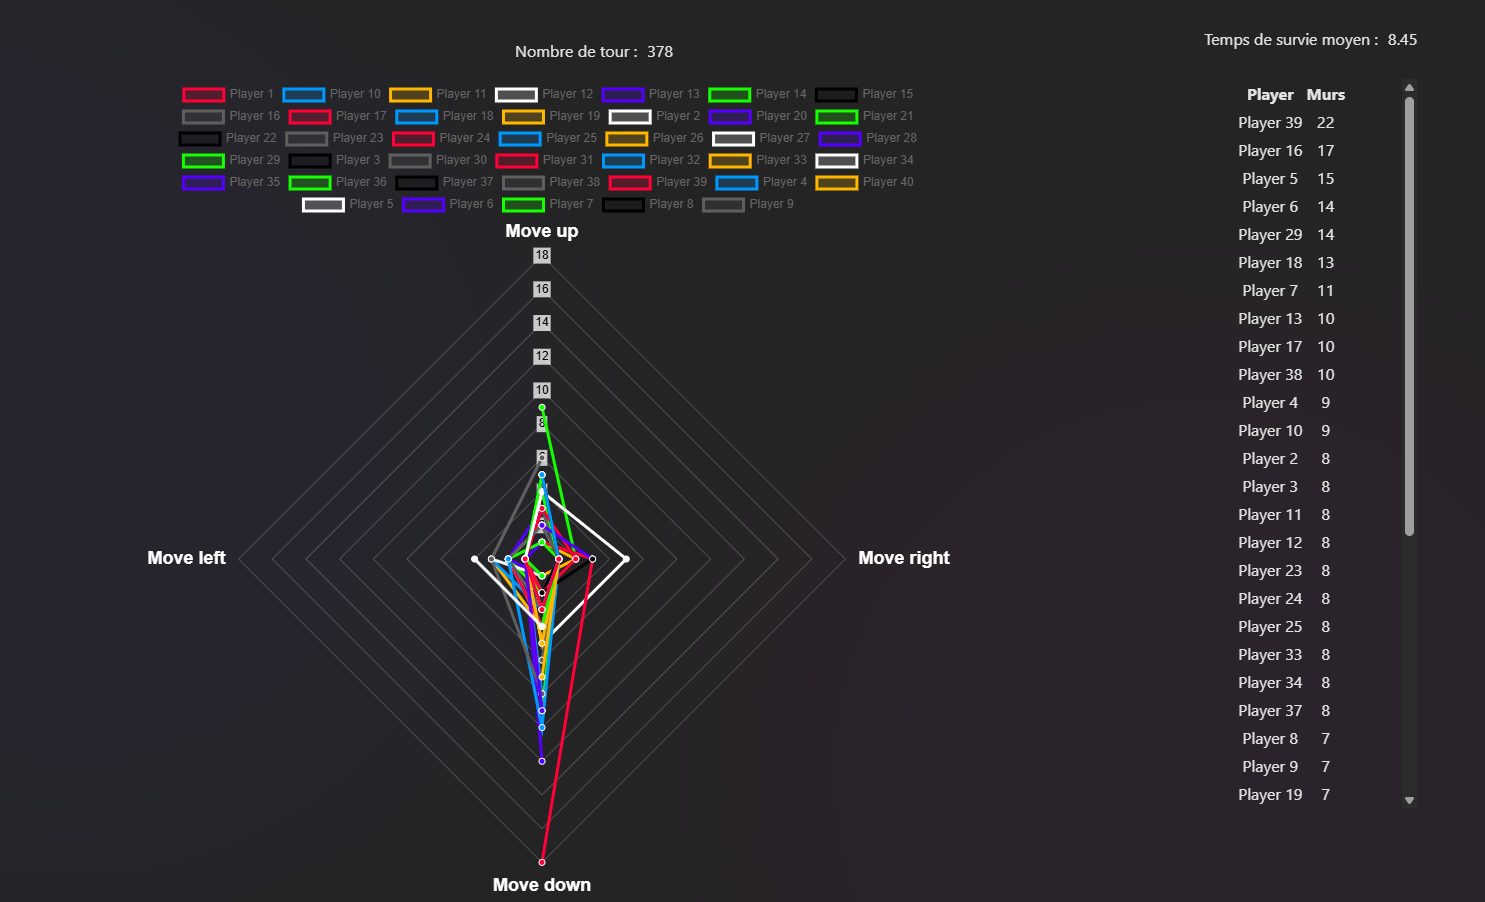 Nombre de tour : 378
Temps de survie moyen : 8.45
Player 1 Player 10 Player 11 Player 12 Player 13 Player 14 Player 15
Player 16 Player 17 Player 18 Player 19 Player 2 Player 20 Player 21
Player 22 Player 23 Player 24 Player 25 Player 26 Player 27 Player 28
Player 29 Player 3 Player 30 Player 31 Player 32 Player 33 Player 34
Player 35 Player 36 Player 37 Player 38 Player 39 Player 4 Player 40
Player 5 Player 6 Player 7 Player 8 Player 9
Move up
18
16
14
12
10
8
6
Move left
Move right
Move down
Player Murs
Player 39 22
Player 16 17
Player 5 15
Player 6 14
Player 29 14
Player 18 13
Player 7 11
Player 13 10
Player 17 10
Player 38 10
Player 4 9
Player 10 9
Player 2 8
Player 3 8
Player 11 8
Player 12 8
Player 23 8
Player 24 8
Player 25 8
Player 33 8
Player 34 8
Player 37 8
Player 8 7
Player 9 7
Player 19 7